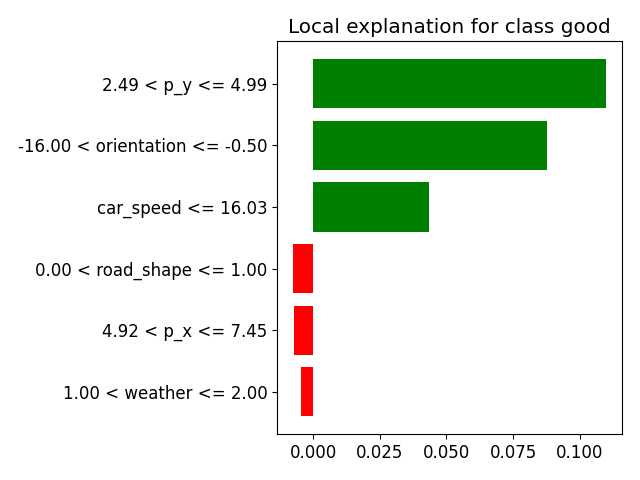 Local explanation for class good
2.49 < p_y <= 4.99
-16.00 < orientation <= -0.50
car_speed <= 16.03
0.00 < road_shape <= 1.00
4.92 < p_x <= 7.45
1.00 < weather <= 2.00
0.000 0.025 0.050 0.075 0.100